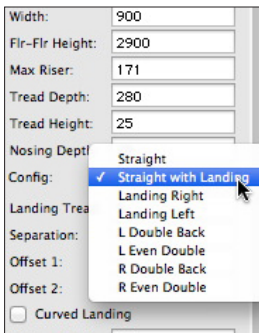 Width: 900
Flr-Flr Height: 2900
Max Riser: 171
Tread Depth: 280
Tread Height: 25
Nosing Depth
Config:
Straight
✓ Straight with Landing
Landing Right
Landing Left
L Double Back
L Even Double
R Double Back
R Even Double
Landing Trea
Separation:
Offset 1:
Offset 2:
Curved Landing